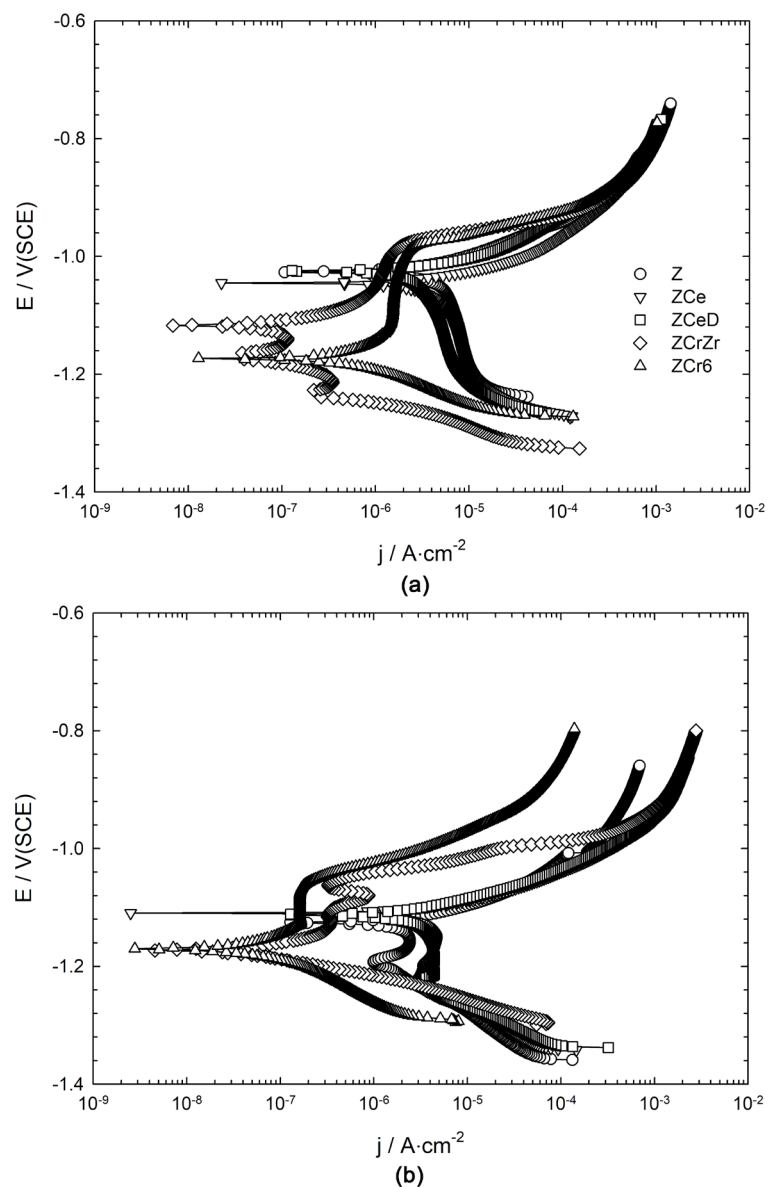 -0.6
-0.8
-1.0
-1.2
-1.4
E / V(SCE)
10⁻⁹ 10⁻⁸ 10⁻⁷ 10⁻⁶ 10⁻⁵ 10⁻⁴ 10⁻³ 10⁻²
j / A·cm⁻²
Z
ZCe
ZCeD
ZCrZr
ZCr6
(a)
-0.6
-0.8
-1.0
-1.2
-1.4
E / V(SCE)
10⁻⁹ 10⁻⁸ 10⁻⁷ 10⁻⁶ 10⁻⁵ 10⁻⁴ 10⁻³ 10⁻²
j / A·cm⁻²
(b)